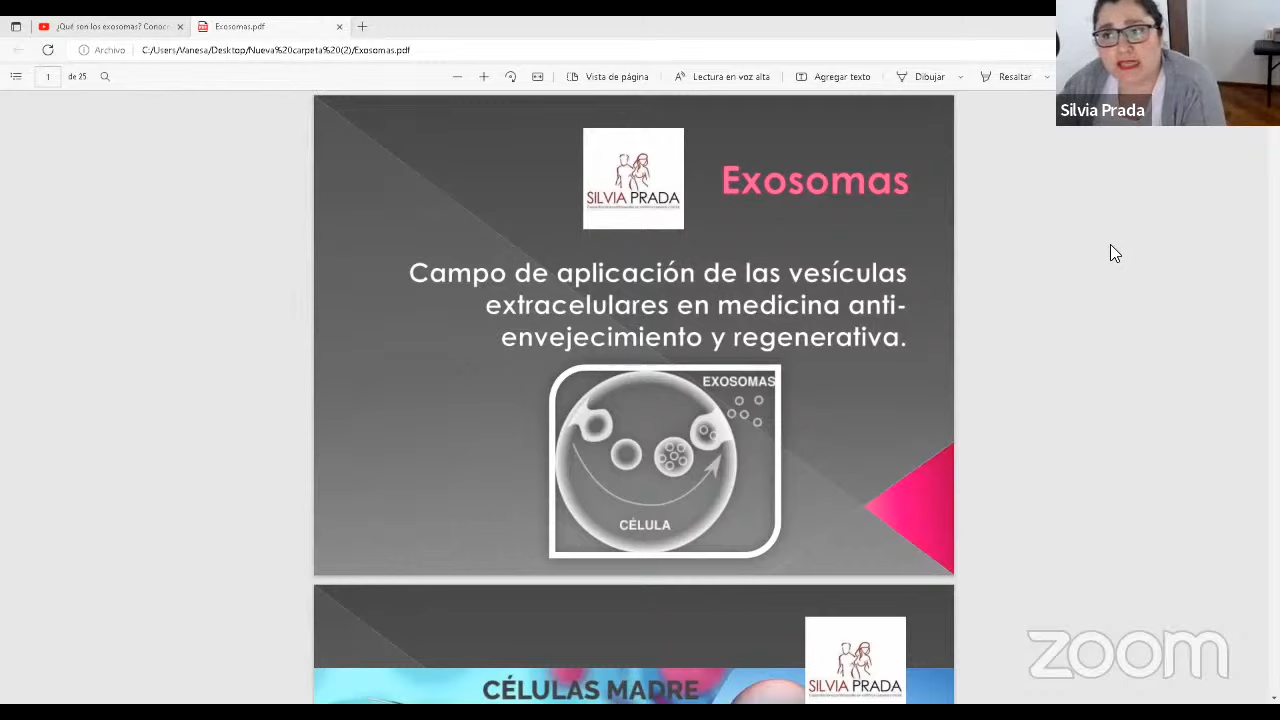 ¿Qué son los exosomas? Conoc
Exosomas.pdf
Archivo
C:/Users/Vanesa/Desktop/Nueva%20carpeta%20(2)/Exosomas.pdf
1 de 25
Vista de página
Lectura en voz alta
Agregar texto
Dibujar
Resaltar
Silvia Prada
SILVIA PRADA
Exosomas
Campo de aplicación de las vesículas
extracelulares en medicina anti-
envejecimiento y regenerativa.
EXOSOMAS
CÉLULA
zoom
CÉLULAS MADRE
SILVIA PRADA